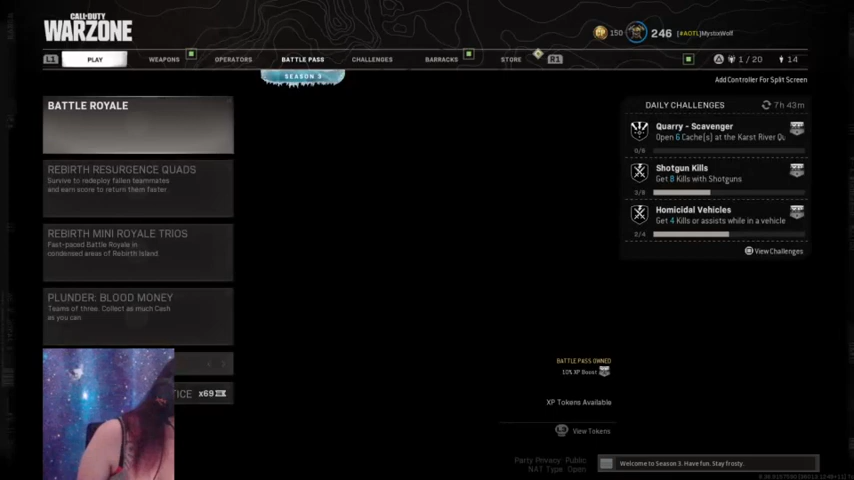 CALL OF DUTY
WARZONE
150
246 [#AOTL]MystixWolf
L1 PLAY WEAPONS OPERATORS BATTLE PASS CHALLENGES BARRACKS STORE R1 1 / 20 14
SEASON 3
Add Controller For Split Screen
BATTLE ROYALE
REBIRTH RESURGENCE QUADS
Survive to redeploy fallen teammates
and earn score to return them faster.
REBIRTH MINI ROYALE TRIOS
Fast-paced Battle Royale in
condensed areas of Rebirth Island
PLUNDER: BLOOD MONEY
Teams of three. Collect as much Cash
as you can.
TICE x69
DAILY CHALLENGES 7h 43m
Quarry - Scavenger
Open 6 Cache(s) at the Karst River Qu
0/6
Shotgun Kills
Get 8 Kills with Shotguns
3/8
Homicidal Vehicles
Get 4 Kills or assists while in a vehicle
2/4
View Challenges
BATTLE PASS OWNED
10% XP Boost
XP Tokens Available
View Tokens
Party Privacy: Public
NAT Type: Open
Welcome to Season 3. Have fun. Stay frosty.